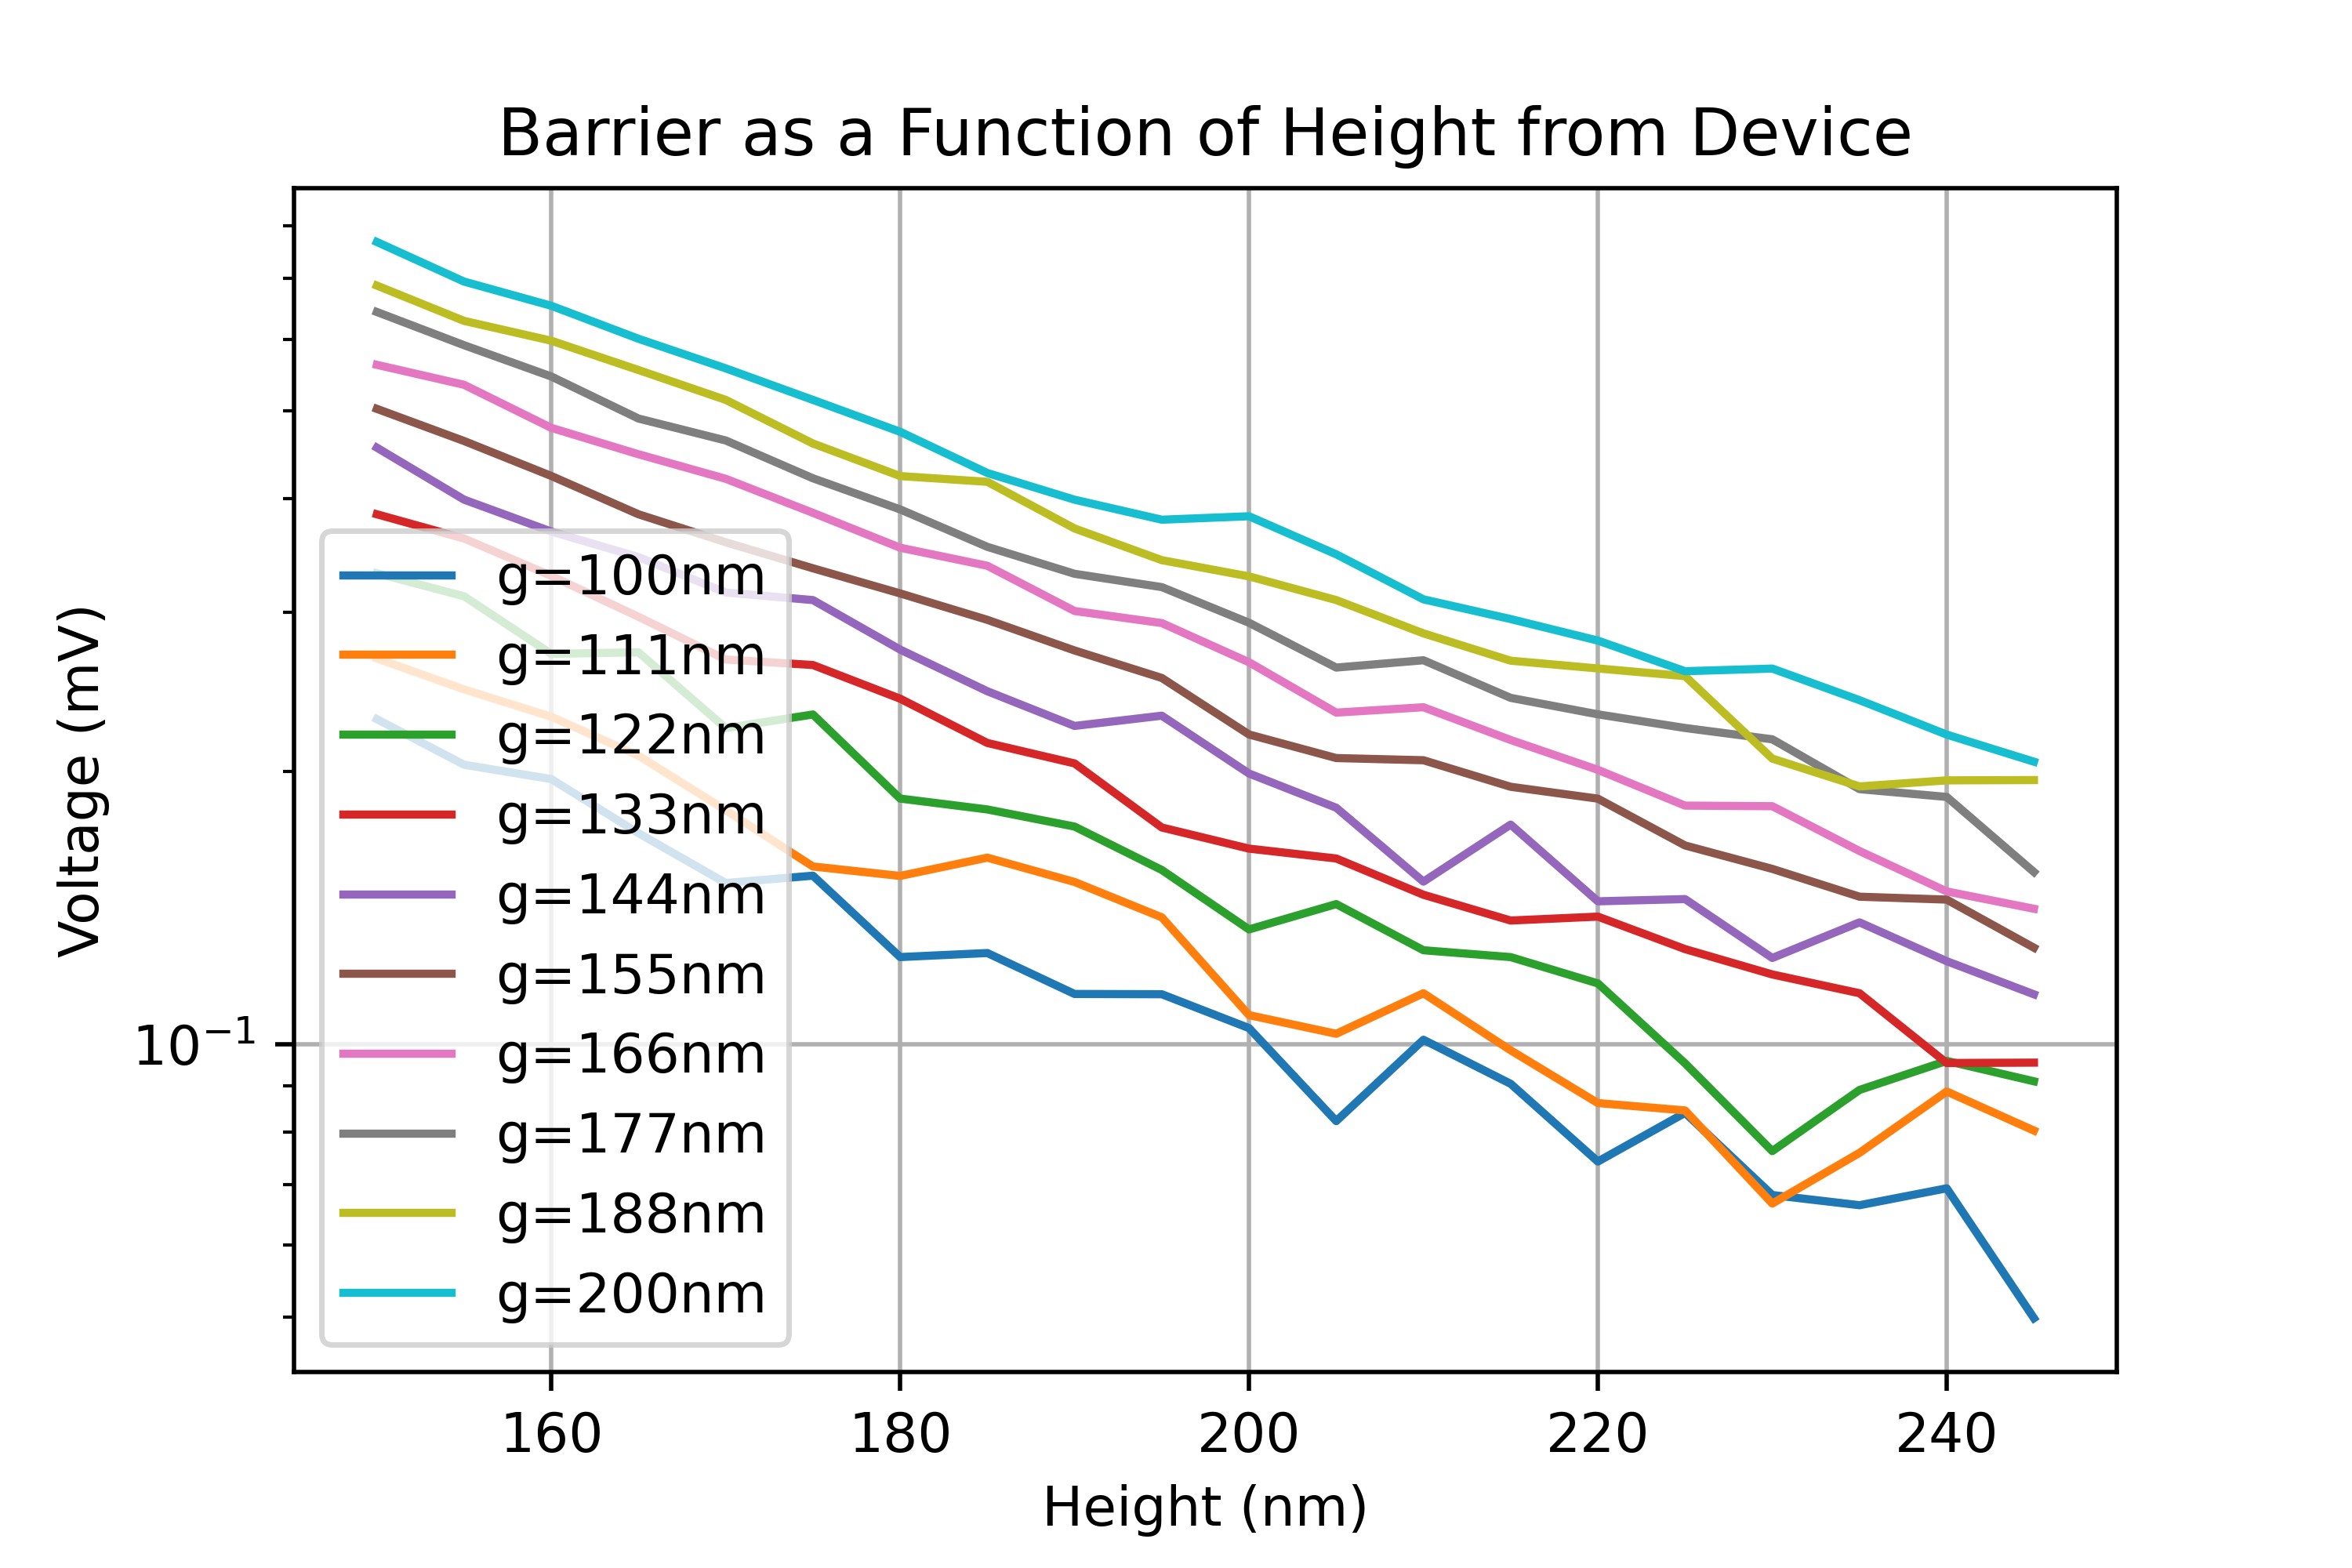 Barrier as a Function of Height from Device
Voltage (mV)
10⁻¹
g=100nm
g=111nm
g=122nm
g=133nm
g=144nm
g=155nm
g=166nm
g=177nm
g=188nm
g=200nm
160 180 200 220 240
Height (nm)